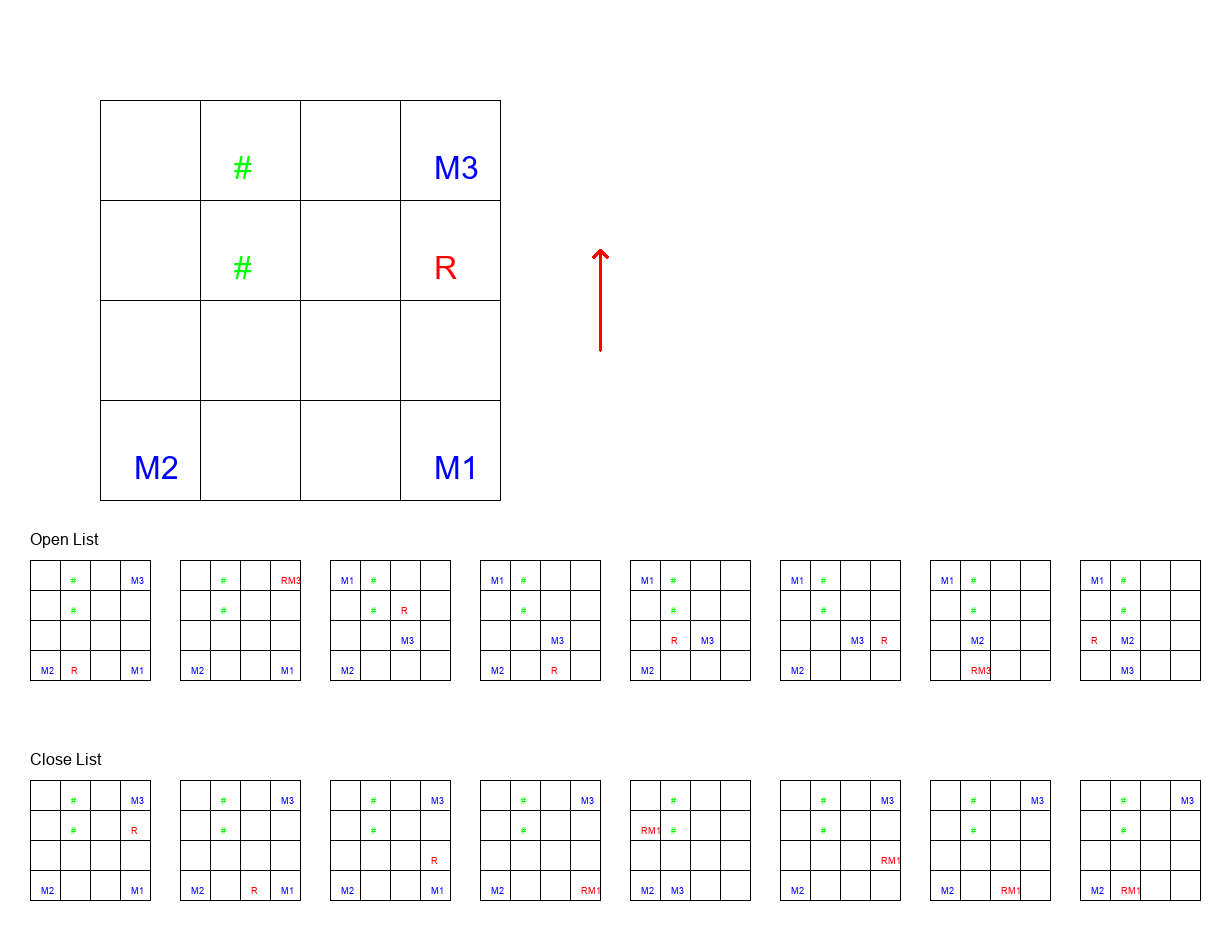 # M3
# R
M2 M1
Open List
# M3 # RM3 M1 # M1 # M1 # M1 # M1 # M1 #
# # # R # # # # #
M3 M3 R M3 M3 R M2 R M2
M2 R M1 M2 M1 M2 M2 R M2 M2 RM3 M3
Close List
# M3 # M3 # M3 # M3 # # M3 # M3 # M3
# R # # # RM1 # # # #
R RM1
M2 M1 M2 R M1 M2 M1 M2 RM1 M2 M3 M2 M2 RM1 M2 RM1